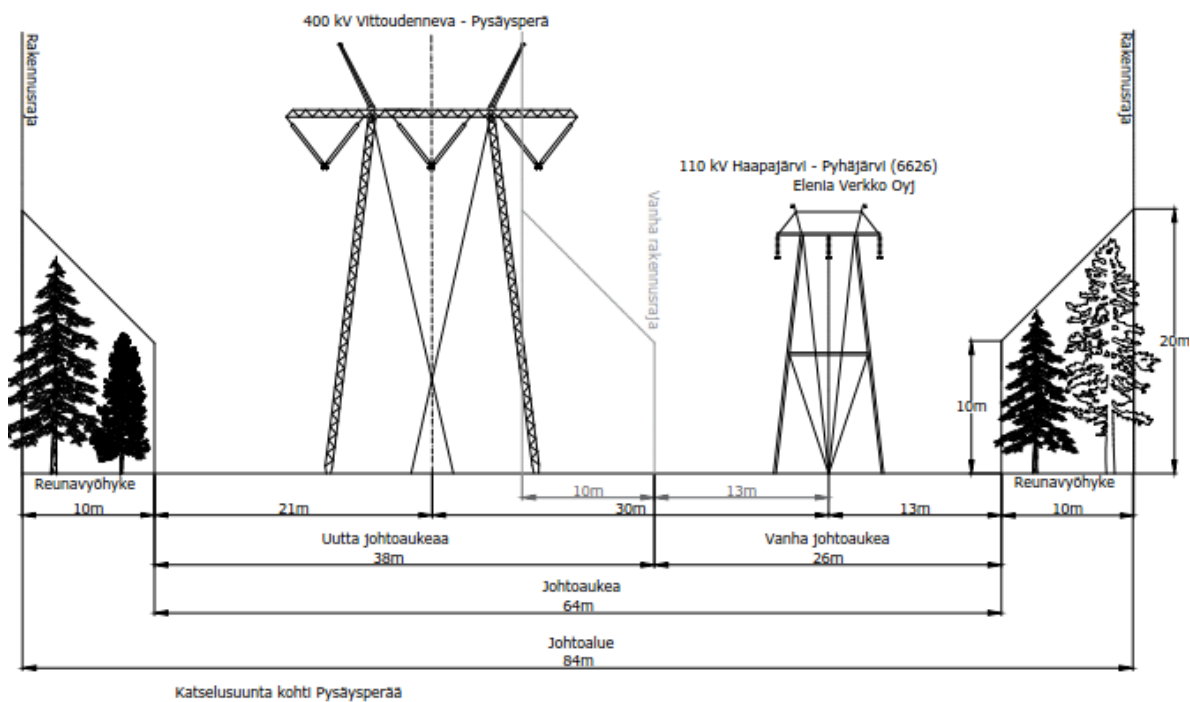 400 kV Vittoudenneva - Pysäysperä
Rakennusraja
Rakennusraja
110 kV Haapajärvi - Pyhäjärvi (6626)
Elenia Verkko Oyj
Vanha rakennusraja
20m
10m
Reunavyöhyke
Reunavyöhyke
10m
13m
10m
21m
30m
13m
10m
Uutta johtoaukeaa
38m
Vanha johtoaukea
26m
Johtoaukea
64m
Johtoalue
84m
Katselusuunta kohti Pysäysperää